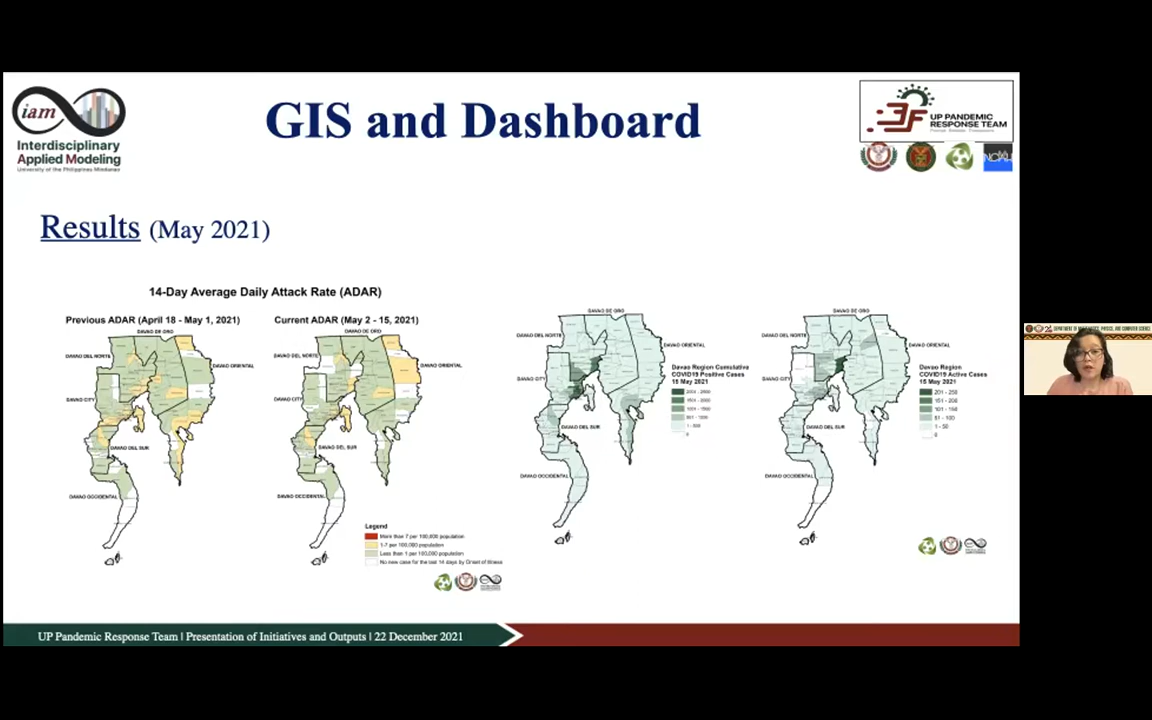 iam
Interdisciplinary
Applied Modeling
University of the Philippines Mindanao
GIS and Dashboard
UP PANDEMIC
RESPONSE TEAM
Results (May 2021)
14-Day Average Daily Attack Rate (ADAR)
Previous ADAR (April 18 - May 1, 2021)
DAVAO DE ORO
DAVAO DEL NORTE
DAVAO ORIENTAL
DAVAO CITY
DAVAO DEL SUR
DAVAO OCCIDENTAL
Current ADAR (May 2 - 15, 2021)
DAVAO DE ORO
DAVAO DEL NORTE
DAVAO ORIENTAL
DAVAO CITY
DAVAO DEL SUR
DAVAO OCCIDENTAL
Legend
More than 7 per 100,000 population
1-7 per 100,000 population
Less than 1 per 100,000 population
No new case for the last 14 days by Onset of Illness
DAVAO DE ORO
DAVAO DEL NORTE
DAVAO ORIENTAL
DAVAO CITY
DAVAO DEL SUR
DAVAO OCCIDENTAL
Davao Region Cumulative
COVID19 Positive Cases
15 May 2021
1 - 500
0
DAVAO DE ORO
DAVAO DEL NORTE
DAVAO ORIENTAL
DAVAO CITY
DAVAO DEL SUR
DAVAO OCCIDENTAL
Davao Region
COVID19 Active Cases
15 May 2021
201 - 250
151 - 200
101 - 150
51 - 100
1 - 50
0
UP Pandemic Response Team | Presentation of Initiatives and Outputs | 22 December 2021